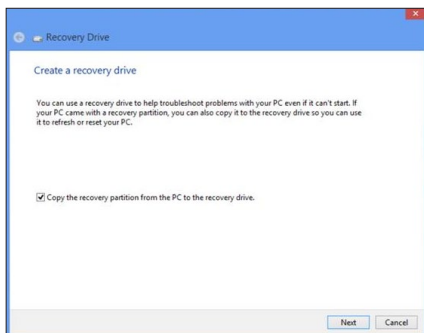 Recovery Drive
Create a recovery drive
You can use a recovery drive to help troubleshoot problems with your PC even if it can't start. If
your PC came with a recovery partition, you can also copy it to the recovery drive so you can use
it to refresh or reset your PC.
Copy the recovery partition from the PC to the recovery drive.
Next Cancel